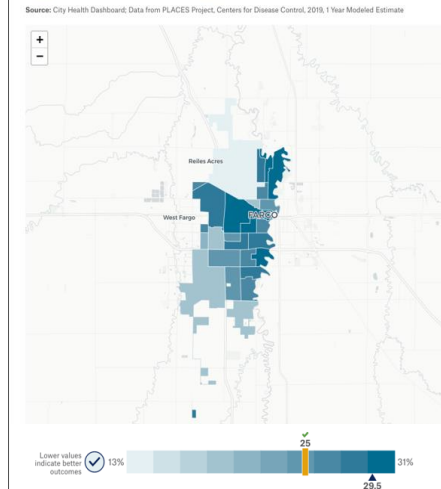 Source: City Health Dashboard; Data from PLACES Project, Centers for Disease Control, 2019, 1 Year Modeled Estimate
+
−
Reiles Acres
West Fargo
FARGO
25
Lower values
indicate better
outcomes
13%
31%
29.5